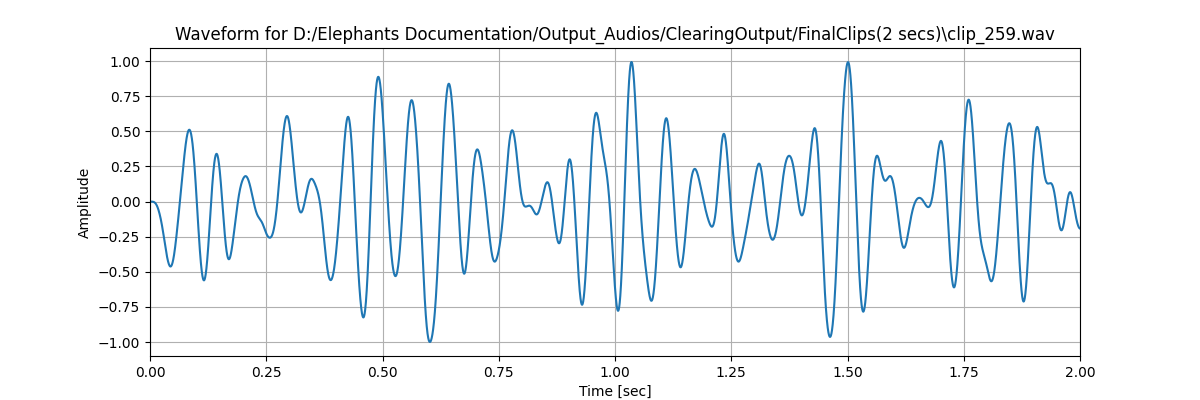 Waveform for D:/Elephants Documentation/Output_Audios/ClearingOutput/FinalClips(2 secs)\clip_259.wav
1.00
0.75
0.50
0.25
0.00
−0.25
−0.50
−0.75
−1.00
Amplitude
0.00 0.25 0.50 0.75 1.00 1.25 1.50 1.75 2.00
Time [sec]